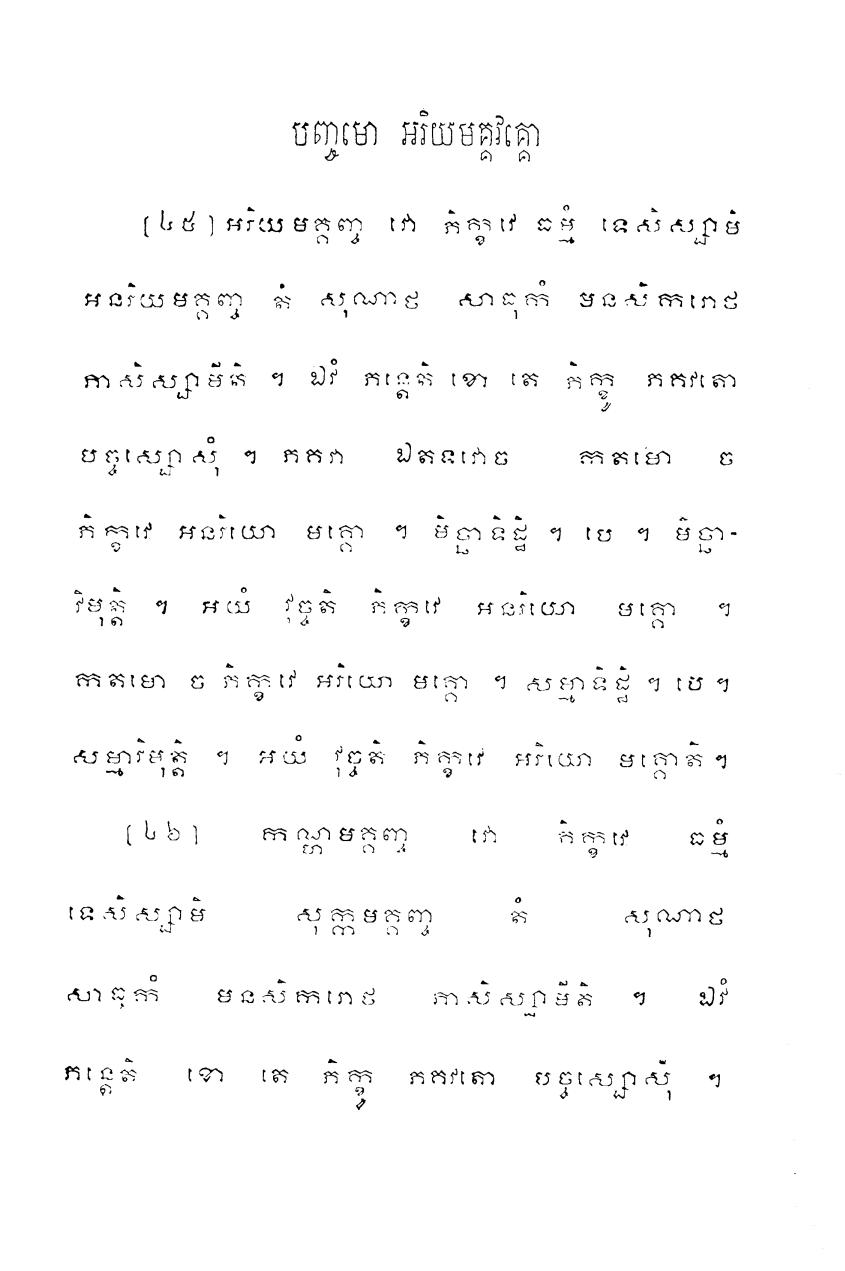 បញ្ចមោ អរិយមគ្គវគ្គោ
(៤៥) អរិយមគ្គញ្ច វោ ភិក្ខវេ ធម្មំ ទេសិស្សាមិ
អនរិយមគ្គញ្ច តំ សុណាថ សាធុកំ មនសិការោថ
ភាសិស្សាមីតិ ។ ឯវំ ភន្តេតិ ខោ តេ ភិក្ខូ ភគវតោ
បច្ចស្សោសុំ ។ ភគវា ឯតទវោច កតមោ ច
ភិក្ខវេ អនរិយោ មគ្គោ ។ មិច្ឆាទិដ្ឋិ ។ បេ ។ មិច្ឆា-
វិមុត្តិ ។ អយំ វុច្ចតិ ភិក្ខវេ អនរិយោ មគ្គោ ។
កតមោ ច ភិក្ខវេ អរិយោ មគ្គោ ។ សម្មាទិដ្ឋិ ។ បេ ។
សម្មាវិមុត្តិ ។ អយំ វុច្ចតិ ភិក្ខវេ អរិយោ មគ្គោតិ ។
(៤៦) កណ្ហមគ្គញ្ច វោ ភិក្ខវេ ធម្មំ
ទេសិស្សាមិ សុក្កមគ្គញ្ច តំ សុណាថ
សាធុកំ មនសិការោថ ភាសិស្សាមីតិ ។ ឯវំ
ភន្តេតិ ខោ តេ ភិក្ខូ ភគវតោ បច្ចស្សោសុំ ។